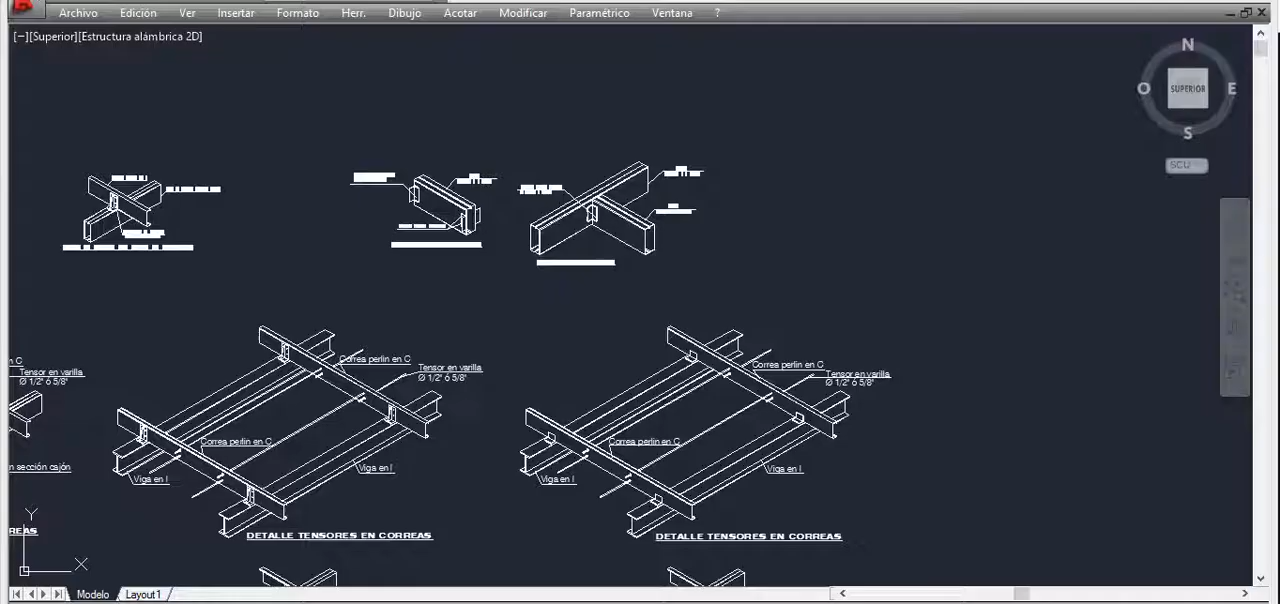 Archivo Edición Ver Insertar Formato Herr. Dibujo Acotar Modificar Paramétrico Ventana ?
[−][Superior][Estructura alámbrica 2D]
N
O SUPERIOR E
S
SCU
n C
Tensor en varilla
Ø 1/2" ó 5/8"
n sección cajón
REAS
Correa perlin en C
Tensor en varilla
Ø 1/2" ó 5/8"
Correa perlin en C
Viga en I
Viga en I
DETALLE TENSORES EN CORREAS
Correa perlin en C
Tensor en varilla
Ø 1/2" ó 5/8"
Correa perlin en C
Viga en I
Viga en I
DETALLE TENSORES EN CORREAS
Y
X
Modelo Layout1